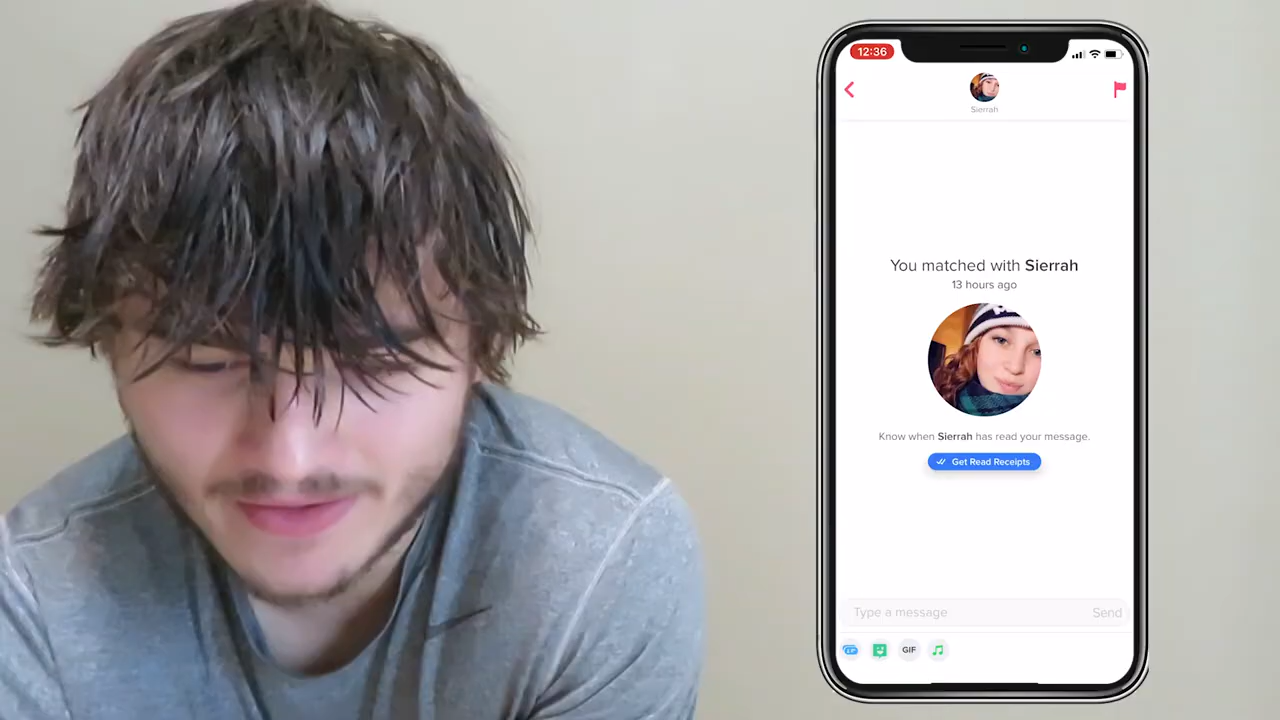 12:36
Sierrah
You matched with Sierrah
13 hours ago
Know when Sierrah has read your message.
Get Read Receipts
Type a message
Send
GIF